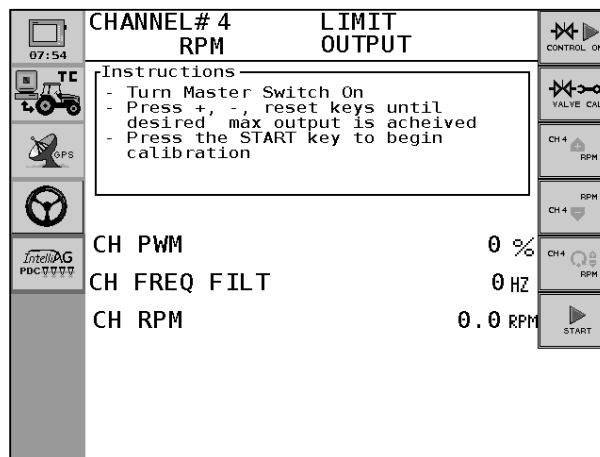 07:54
TC
GPS
IntelliAG
PDC
CHANNEL# 4 LIMIT
RPM OUTPUT
Instructions
- Turn Master Switch On
- Press +, -, reset keys until
desired, max output is acheived
- Press the START key to begin
calibration
CH PWM 0 %
CH FREQ FILT 0 HZ
CH RPM 0.0 RPM
CONTROL ON
VALVE CAL
CH 4
RPM
RPM
CH 4
CH4
RPM
START